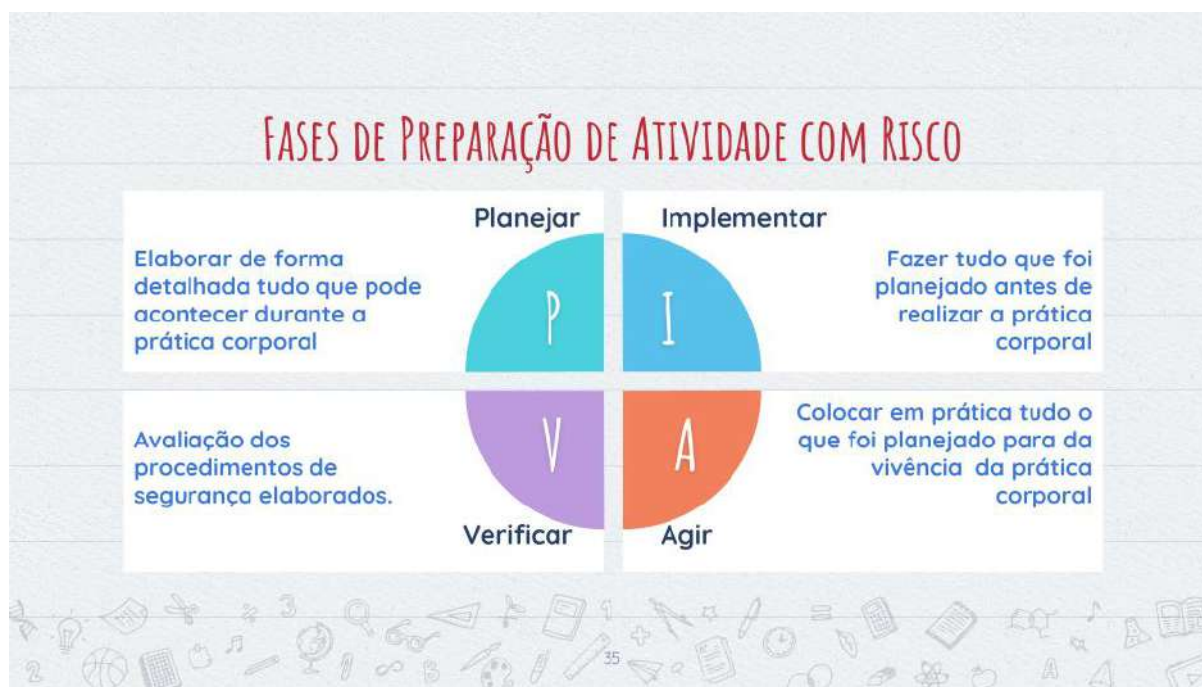 FASES DE PREPARAÇÃO DE ATIVIDADE COM RISCO
Planejar
Elaborar de forma
detalhada tudo que pode
acontecer durante a
prática corporal
P
Implementar
I
Fazer tudo que foi
planejado antes de
realizar a prática
corporal
Avaliação dos
procedimentos de
segurança elaborados.
V
Verificar
A
Colocar em prática tudo o
que foi planejado para da
vivência da prática
corporal
Agir
35